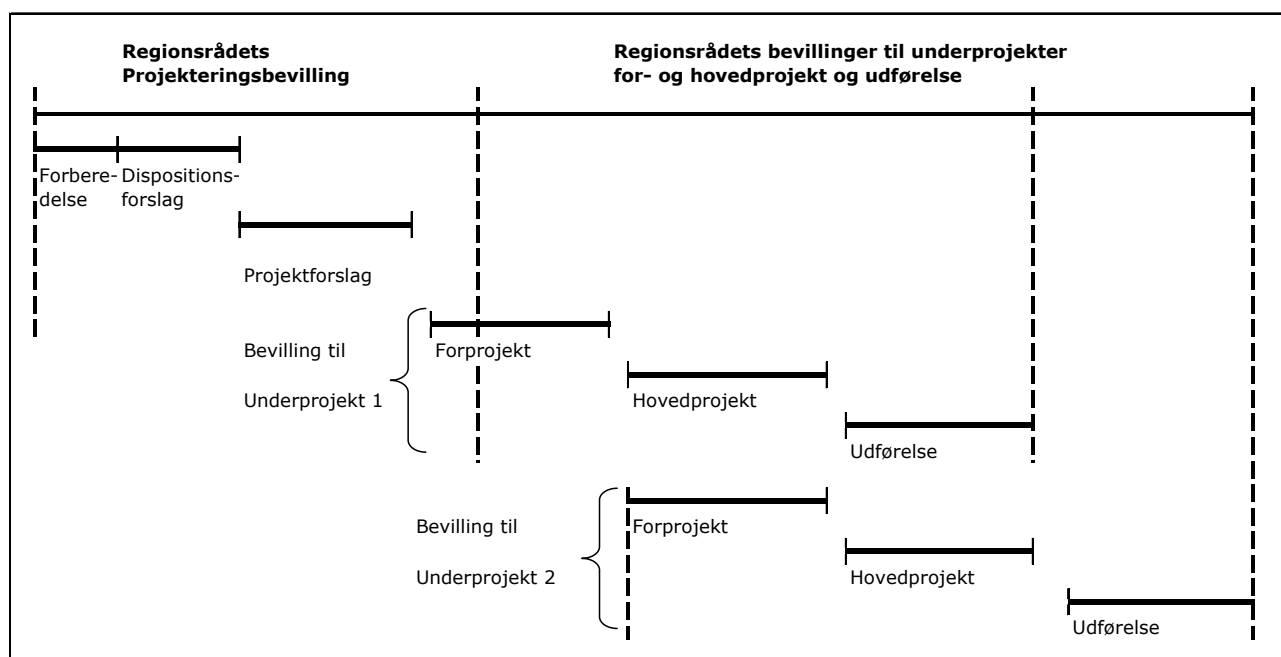 Regionsrådets
Projekteringsbevilling
Regionsrådets bevillinger til underprojekter
for- og hovedprojekt og udførelse
Forbere-
delse
Dispositions-
forslag
Projektforslag
Bevilling til
Underprojekt 1
Forprojekt
Hovedprojekt
Udførelse
Bevilling til
Underprojekt 2
Forprojekt
Hovedprojekt
Udførelse